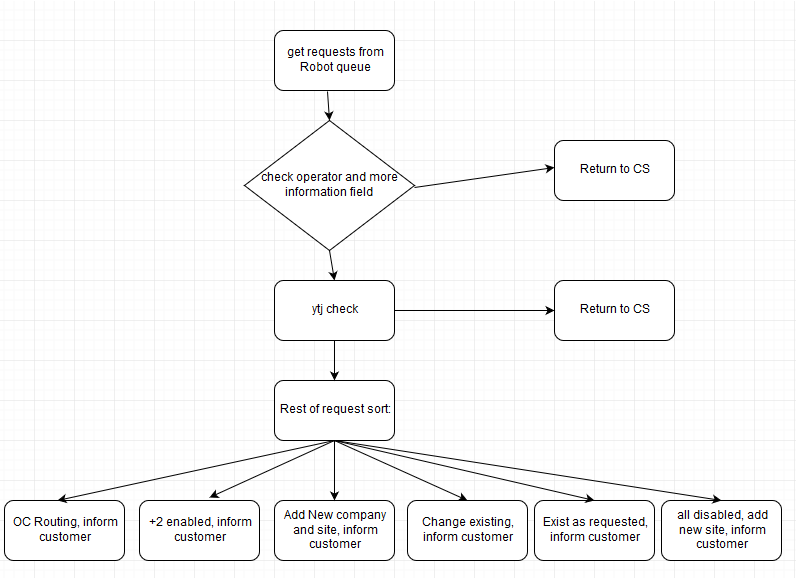 get requests from
Robot queue
check operator and more
information field
Return to CS
ytj check
Return to CS
Rest of request sort:
OC Routing, inform
customer
+2 enabled, inform
customer
Add New company
and site, inform
customer
Change existing,
inform customer
Exist as requested,
inform customer
all disabled, add
new site, inform
customer